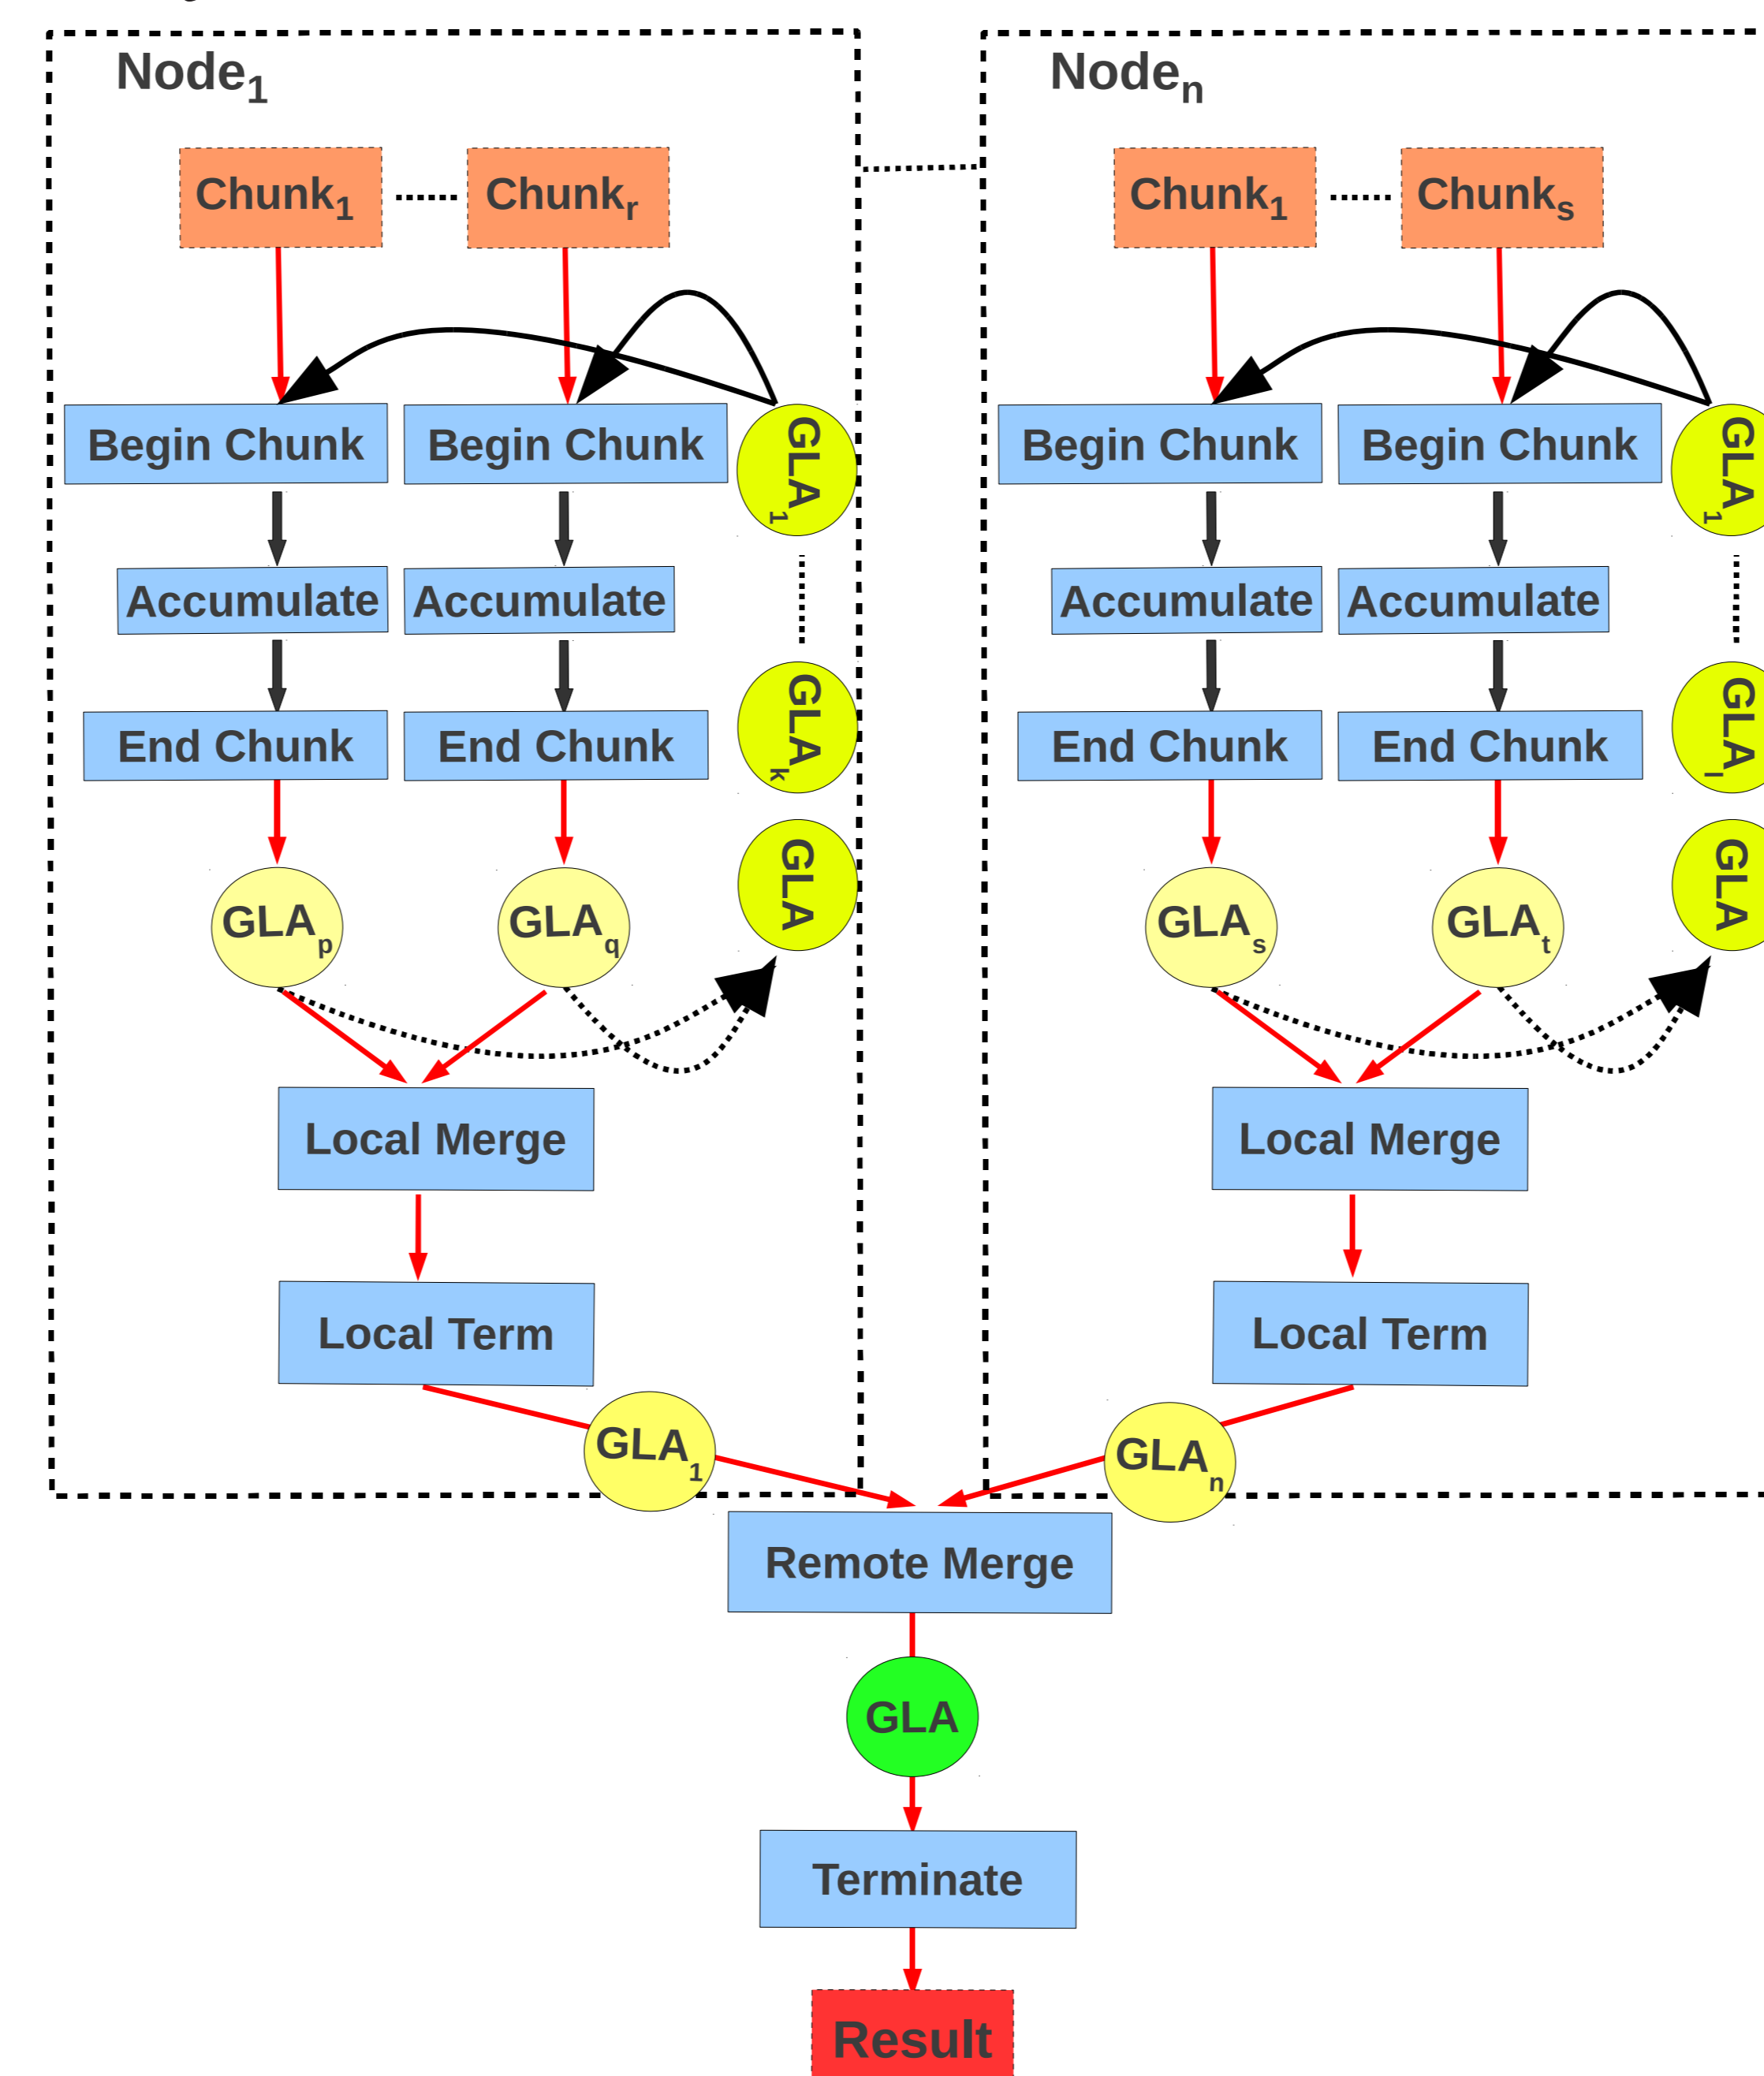 Node1
Noden
Chunk1
Chunkr
Chunk1
Chunks
Begin Chunk
Begin Chunk
GLA1
Begin Chunk
Begin Chunk
GLA1
Accumulate
Accumulate
Accumulate
Accumulate
GLAk
GLAl
End Chunk
End Chunk
End Chunk
End Chunk
GLA
GLA
GLAp
GLAq
GLAs
GLAt
Local Merge
Local Merge
Local Term
Local Term
GLA1
GLAn
Remote Merge
GLA
Terminate
Result